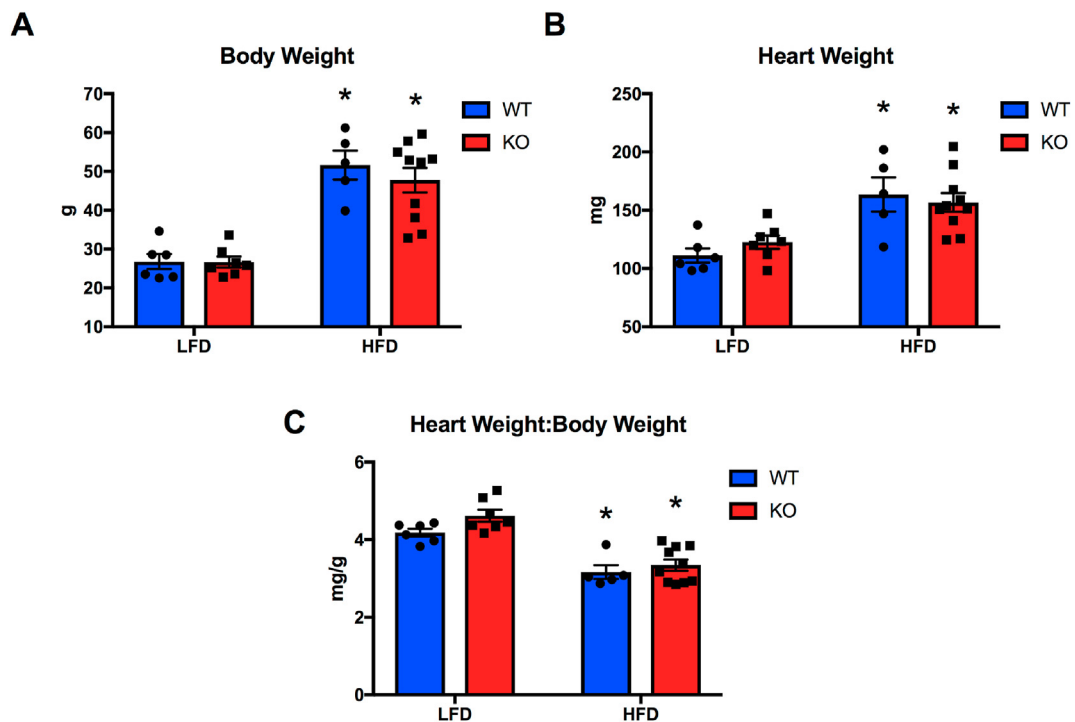 A
Body Weight
70
60
50
40
30
20
10
g
* *
WT
KO
LFD HFD
B
Heart Weight
250
200
150
100
50
mg
* *
WT
KO
LFD HFD
C
Heart Weight:Body Weight
6
4
2
0
mg/g
* *
WT
KO
LFD HFD